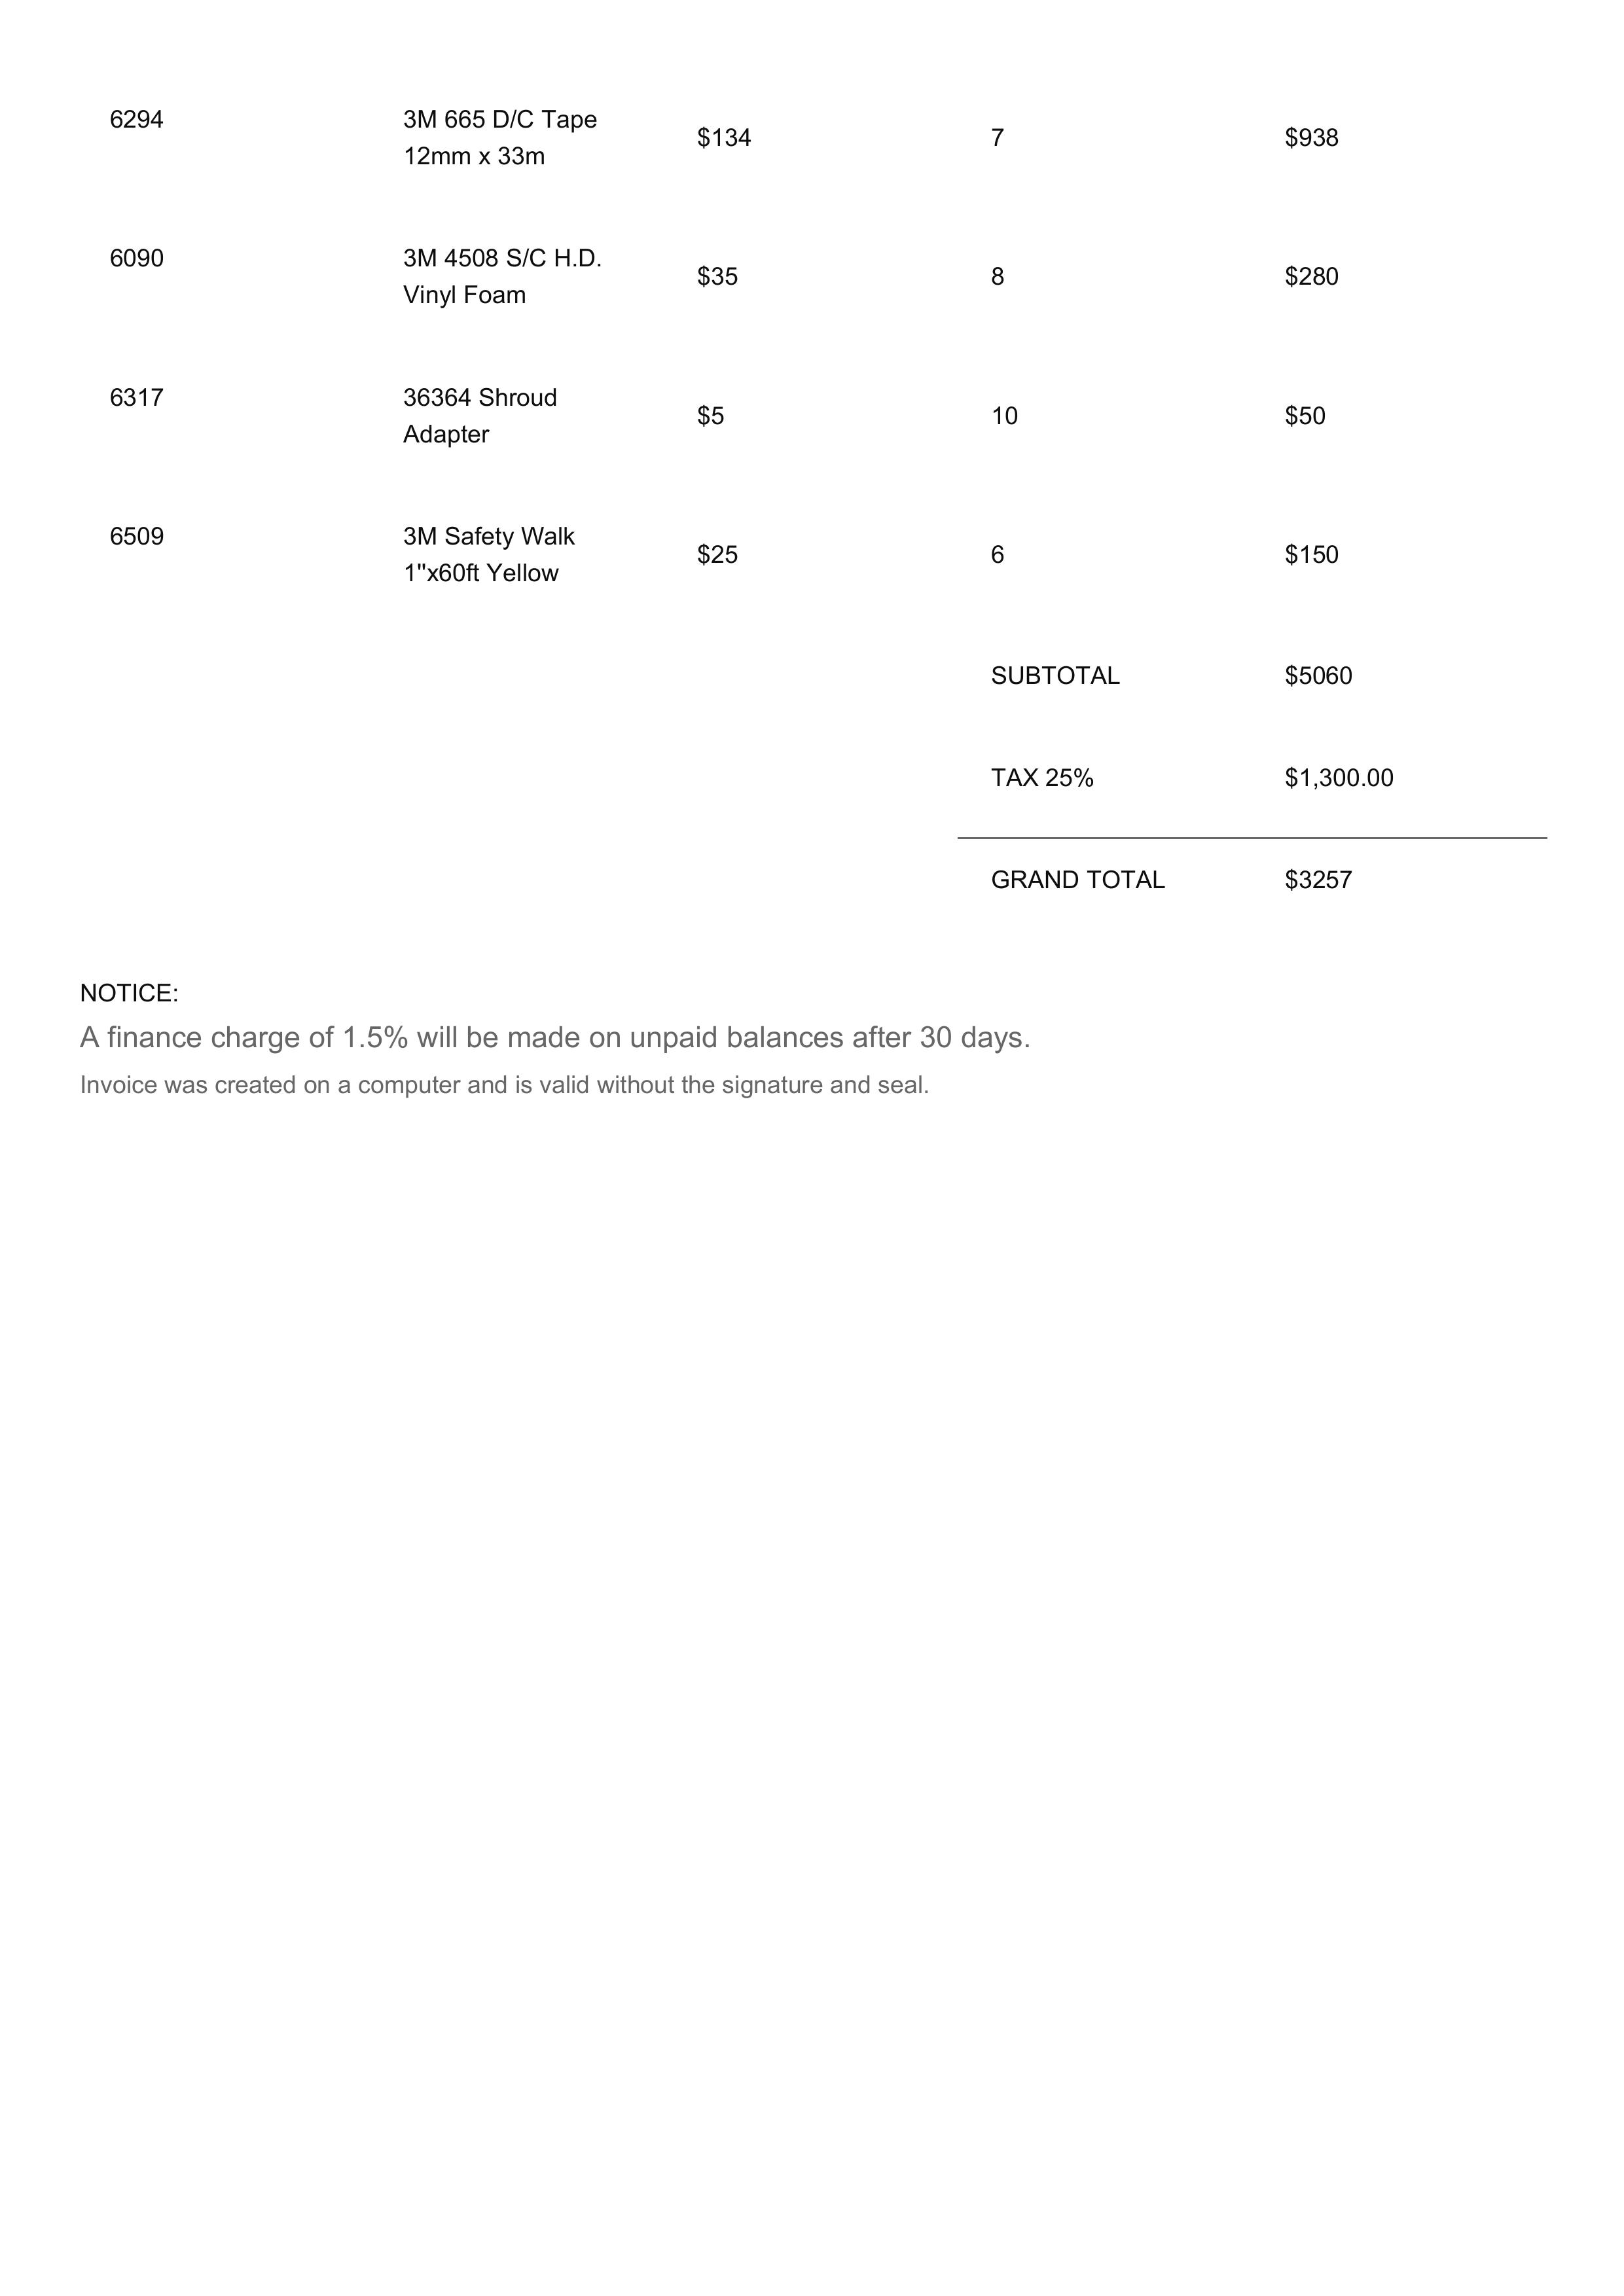 6294 3M 665 D/C Tape $134 7 $938
12mm x 33m
6090 3M 4508 S/C H.D. $35 8 $280
Vinyl Foam
6317 36364 Shroud $5 10 $50
Adapter
6509 3M Safety Walk $25 6 $150
1"x60ft Yellow
SUBTOTAL $5060
TAX 25% $1,300.00
GRAND TOTAL $3257
NOTICE:
A finance charge of 1.5% will be made on unpaid balances after 30 days.
Invoice was created on a computer and is valid without the signature and seal.